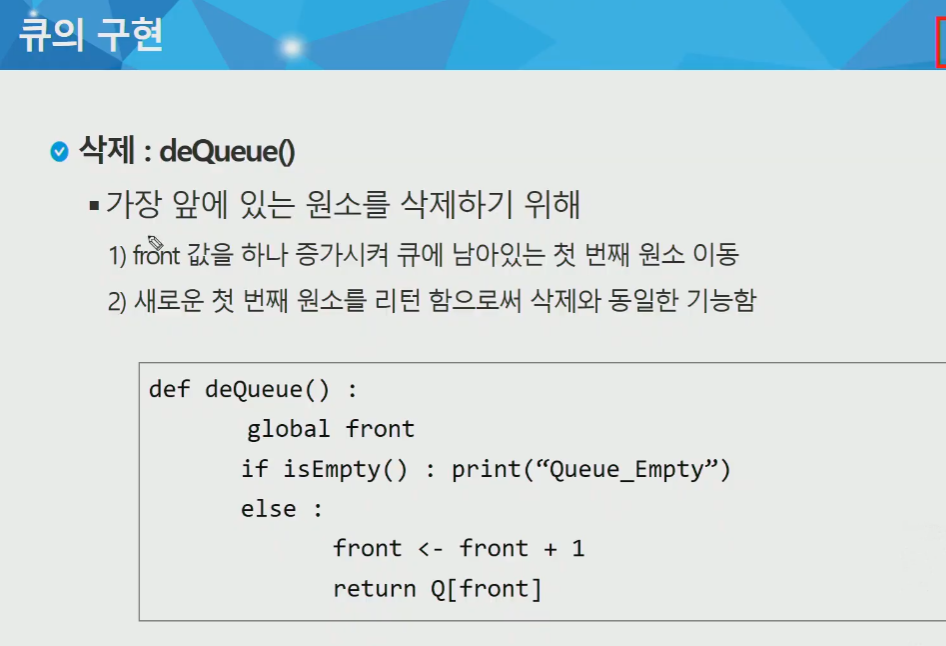 큐의 구현
삭제 : deQueue()
가장 앞에 있는 원소를 삭제하기 위해
1) front 값을 하나 증가시켜 큐에 남아있는 첫 번째 원소 이동
2) 새로운 첫 번째 원소를 리턴 함으로써 삭제와 동일한 기능함
def deQueue() :
global front
if isEmpty() : print(“Queue_Empty”)
else :
front <- front + 1
return Q[front]